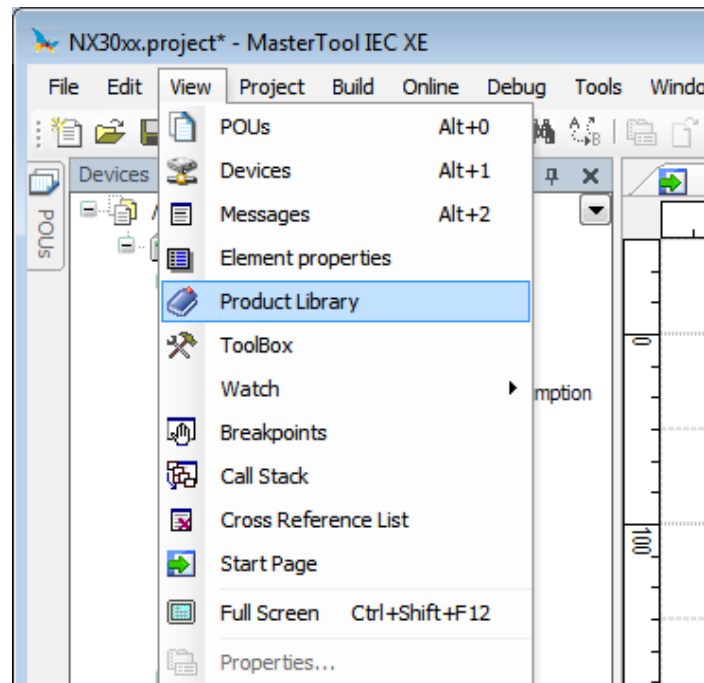 NX30xx.project* - MasterTool IEC XE
File Edit View Project Build Online Debug Tools
Devices
POUs
POUs Alt+0
Devices Alt+1
Messages Alt+2
Element properties
Product Library
ToolBox
Watch
Breakpoints
Call Stack
Cross Reference List
Start Page
Full Screen Ctrl+Shift+F12
Properties...
0
100